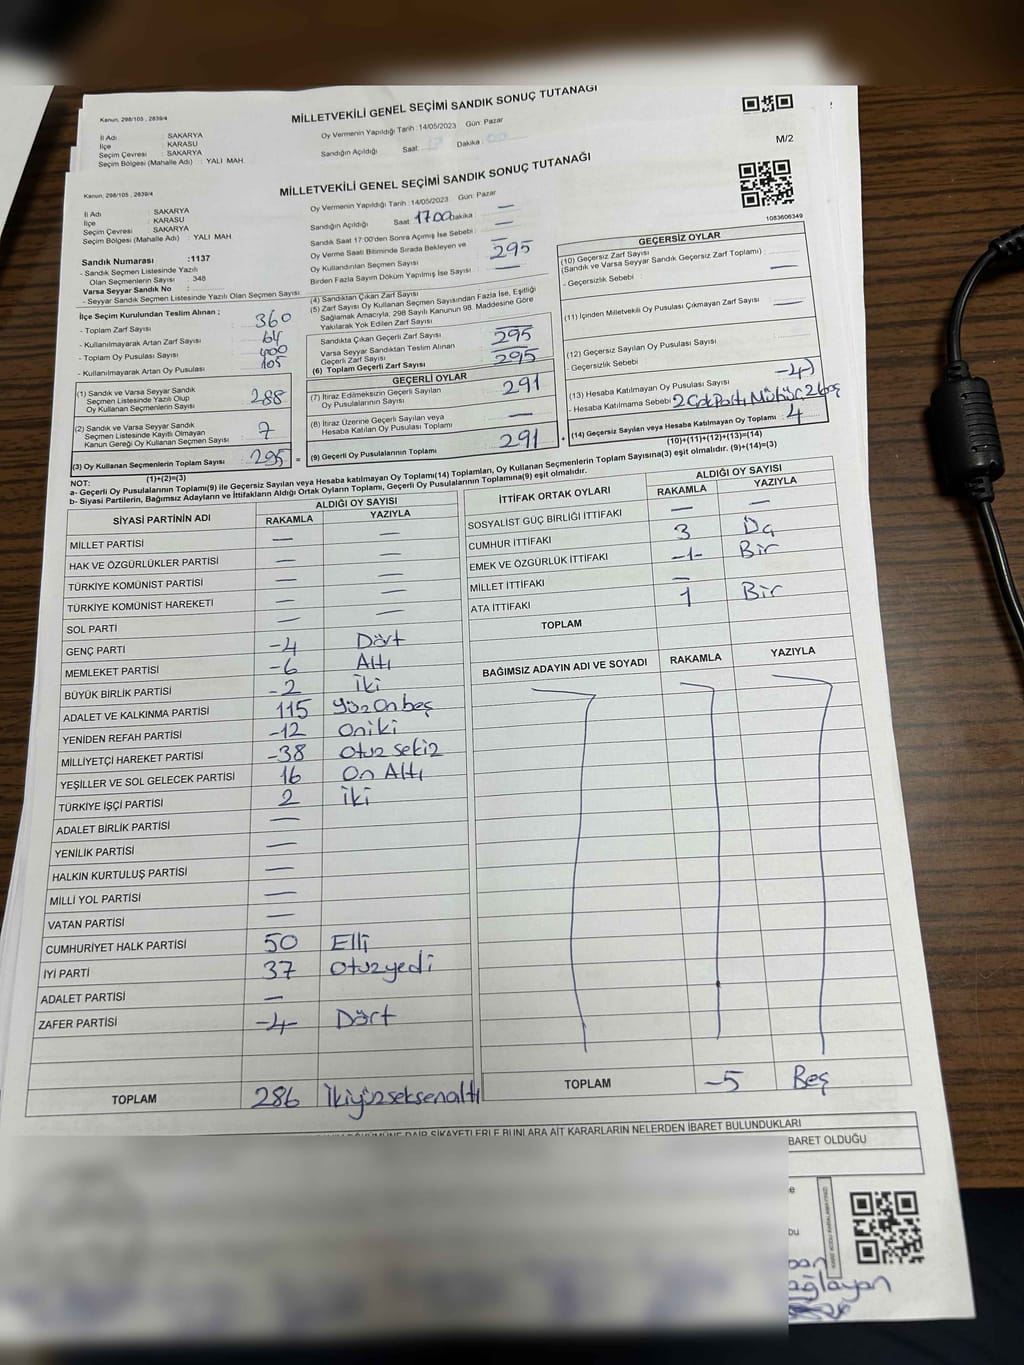 Kanun, 298/105 , 2839/4
MİLLETVEKİLİ GENEL SEÇİMİ SANDIK SONUÇ TUTANAĞI
İl Adı : SAKARYA
İlçe : KARASU
Seçim Çevresi : SAKARYA
Seçim Bölgesi (Mahalle Adı) : YALI MAH
Oy Vermenin Yapıldığı Tarih : 14/05/2023 Gün: Pazar
Sandığın Açıldığı Saat Dakika :
M/2
Kanun, 298/105, 2839/4
MİLLETVEKİLİ GENEL SEÇİMİ SANDIK SONUÇ TUTANAĞI
1083606349
İl Adı : SAKARYA
İlçe : KARASU
Seçim Çevresi : SAKARYA
Seçim Bölgesi (Mahalle Adı) : YALI MAH
Sandık Numarası :1137
- Sandık Seçmen Listesinde Yazılı
Olan Seçmenlerin Sayısı : 348
Varsa Seyyar Sandık No :
- Seyyar Sandık Seçmen Listesinde Yazılı Olan Seçmen Sayısı:
Oy Vermenin Yapıldığı Tarih : 14/05/2023 Gün: Pazar
Sandığın Açıldığı Saat: 17.00 Dakika : —
Sandık Saat 17:00'den Sonra Açılmış İse Sebebi : —
Oy Verme Saati Bitiminde Sırada Bekleyen ve
Oy Kullandırılan Seçmen Sayısı
295
Birden Fazla Sayım Döküm Yapılmış İse Sayısı : —
İlçe Seçim Kurulundan Teslim Alınan ;
- Toplam Zarf Sayısı : 360
- Kullanılmayarak Artan Zarf Sayısı : 64
- Toplam Oy Pusulası Sayısı : 400
- Kullanılmayarak Artan Oy Pusulası : 105
(1) Sandık ve Varsa Seyyar Sandık
Seçmen Listesinde Yazılı Olup
Oy Kullanan Seçmenlerin Sayısı 288
(2) Sandık ve Varsa Seyyar Sandık
Seçmen Listesinde Kayıtlı Olmayan
Kanun Gereği Oy Kullanan Seçmen Sayısı 7
(3) Oy Kullanan Seçmenlerin Toplam Sayısı 295 =
(1)+(2)=(3)
(4) Sandıktan Çıkan Zarf Sayısı
(5) Zarf Sayısı Oy Kullanan Seçmen Sayısından Fazla İse, Eşitliği
Sağlamak Amacıyla, 298 Sayılı Kanunun 98. Maddesine Göre
Yakılarak Yok Edilen Zarf Sayısı
Sandıkta Çıkan Geçerli Zarf Sayısı 295
Varsa Seyyar Sandıktan Teslim Alınan
Geçerli Zarf Sayısı
(6) Toplam Geçerli Zarf Sayısı 295
GEÇERLİ OYLAR
(7) İtiraz Edilmeksizin Geçerli Sayılan
Oy Pusulalarının Sayısı 291
(8) İtiraz Üzerine Geçerli Sayılan veya
Hesaba Katılan Oy Pusulası Toplamı —
(9) Geçerli Oy Pusulalarının Toplamı 291 +
GEÇERSİZ OYLAR
(10) Geçersiz Zarf Sayısı
(Sandık ve Varsa Seyyar Sandık Geçersiz Zarf Toplamı) :
- Geçersizlik Sebebi : —
(11) İçinden Milletvekili Oy Pusulası Çıkmayan Zarf Sayısı : —
(12) Geçersiz Sayılan Oy Pusulası Sayısı :
- Geçersizlik Sebebi :
(13) Hesaba Katılmayan Oy Pusulası Sayısı -4
- Hesaba Katılmama Sebebi
(14) Geçersiz Sayılan veya Hesaba Katılmayan Oy Toplamı : 4
(10)+(11)+(12)+(13)=(14)
NOT:
a- Geçerli Oy Pusulalarının Toplamı(9) ile Geçersiz Sayılan veya Hesaba Katılmayan Oy Toplamı(14) Toplamları, Oy Kullanan Seçmenlerin Toplam Sayısına(3) eşit olmalıdır. (9)+(14)=(3)
b- Siyasi Partilerin, Bağımsız Adayların ve İttifakların Aldığı Ortak Oyların Toplamı, Geçerli Oy Pusulalarının Toplamına(9) eşit olmalıdır.
SİYASİ PARTİNİN ADI ALDIĞI OY SAYISI
RAKAMLA YAZIYLA
MİLLET PARTİSİ — —
HAK VE ÖZGÜRLÜKLER PARTİSİ — —
TÜRKİYE KOMÜNİST PARTİSİ — —
TÜRKİYE KOMÜNİST HAREKETİ — —
SOL PARTİ — —
GENÇ PARTİ -4 Dört
MEMLEKET PARTİSİ -6 Altı
BÜYÜK BİRLİK PARTİSİ -2 İki
ADALET VE KALKINMA PARTİSİ 115 Yüz On beş
YENİDEN REFAH PARTİSİ -12 Oniki
MİLLİYETÇİ HAREKET PARTİSİ -38 Otuz sekiz
YEŞİLLER VE SOL GELECEK PARTİSİ 16 On Altı
TÜRKİYE İŞÇİ PARTİSİ 2 İki
ADALET BİRLİK PARTİSİ —
YENİLİK PARTİSİ —
HALKIN KURTULUŞ PARTİSİ —
MİLLİ YOL PARTİSİ —
VATAN PARTİSİ —
CUMHURİYET HALK PARTİSİ 50 Elli
İYİ PARTİ 37 Otuzyedi
ADALET PARTİSİ —
ZAFER PARTİSİ -4- Dört
TOPLAM 286 İkiyüzseksenaltı
İTTİFAK ORTAK OYLARI ALDIĞI OY SAYISI
RAKAMLA YAZIYLA
SOSYALİST GÜÇ BİRLİĞİ İTTİFAKI — —
CUMHUR İTTİFAKI 3
EMEK VE ÖZGÜRLÜK İTTİFAKI -1- Bir
MİLLET İTTİFAKI —
ATA İTTİFAKI 1 Bir
TOPLAM
BAĞIMSIZ ADAYIN ADI VE SOYADI RAKAMLA YAZIYLA
TOPLAM -5 Beş
DAİR ŞİKAYETLERLE BUNLARA AİT KARARLARIN NELERDEN İBARET BULUNDUKLARI
BARET OLDUĞU